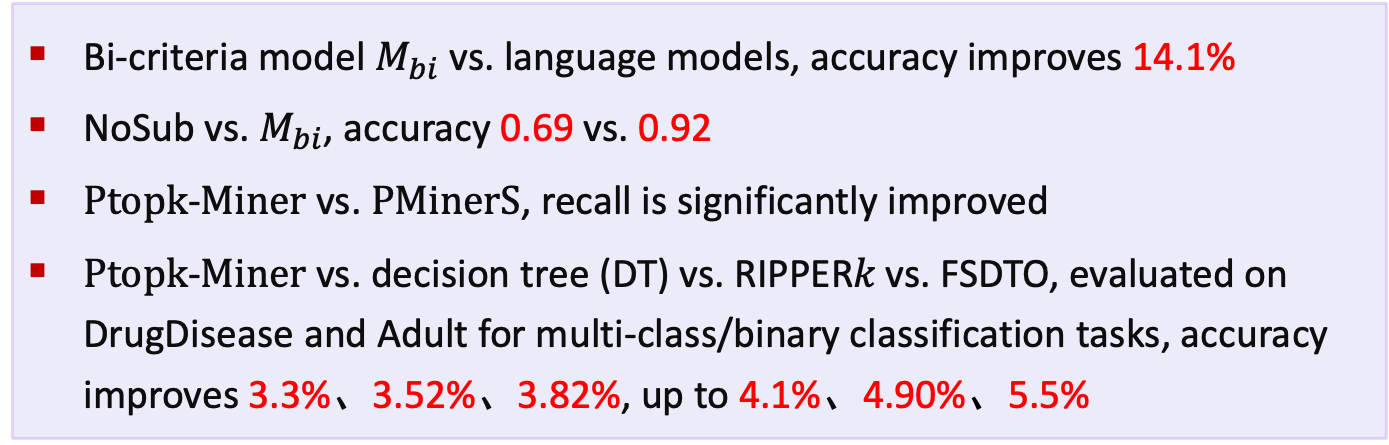 ▪ Bi-criteria model M_bi vs. language models, accuracy improves 14.1%
▪ NoSub vs. M_bi, accuracy 0.69 vs. 0.92
▪ Ptopk-Miner vs. PMinerS, recall is significantly improved
▪ Ptopk-Miner vs. decision tree (DT) vs. RIPPERk vs. FSDTO, evaluated on
DrugDisease and Adult for multi-class/binary classification tasks, accuracy
improves 3.3%、3.52%、3.82%, up to 4.1%、4.90%、5.5%